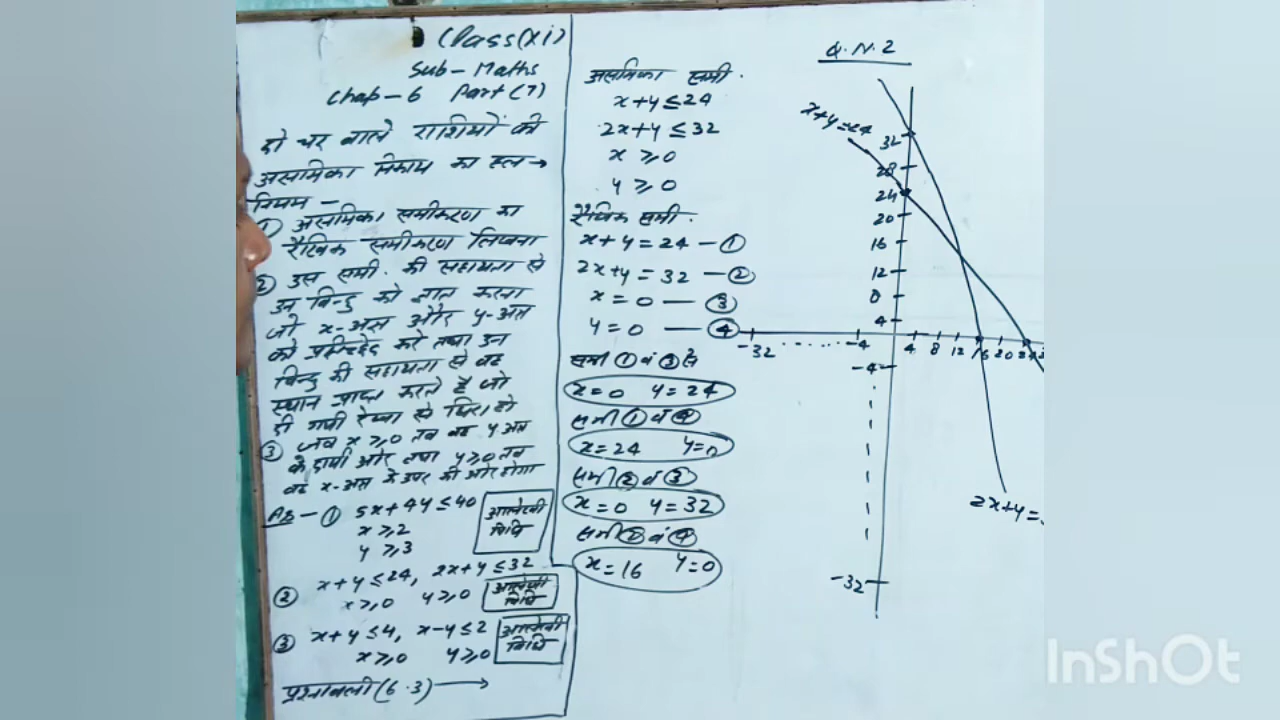 Class(xi)
Sub- Maths
Chap-6 Part(7)
दो चर वाले राशियों की
असमिका निकाय का हल →
नियम -
① असमिका समीकरण का
रैखिक समीकरण लिखना
② उस समी. की सहायता से
उन बिन्दु को ज्ञात करना
जो x-अक्ष और y-अक्ष
को प्रतिच्छेद करे तथा उन
बिन्दु की सहायता से वह
स्थान प्राप्त करते है जो
दी गयी रेखा से घिरा हो
③ जब x ≥ 0 तब वह y अक्ष
के दायी ओर तथा y ≥ 0 तब
वह x-अक्ष के उपर की ओर होगा
① 5x+4y ≤ 40
x ≥ 2
y ≥ 3
आलेखी
विधि
② x+y ≤ 24, 2x+y ≤ 32
x ≥ 0 y ≥ 0
आलेखी
विधि
③ x+y ≤ 4, x-y ≤ 2
x ≥ 0 y ≥ 0
आलेखी
विधि
प्रश्नावली(6.3) →
असमिका समी.
x+y ≤ 24
2x+y ≤ 32
x ≥ 0
y ≥ 0
रैखिक समी.
x+y = 24 - ①
2x+y = 32 - ②
x = 0 - ③
y = 0 - ④
समी ① व ③ से
x=0 y=24
समी ① व ④
x=24 y=0
समी ② व ③
x=0 y=32
समी ② व ④
x=16 y=0
Q.N.2
x+y=24
32
28
24
20
16
12
8
4
-32 ...... -4 4 8 12 16 20 24
-4
-32
2x+y=
InShOt